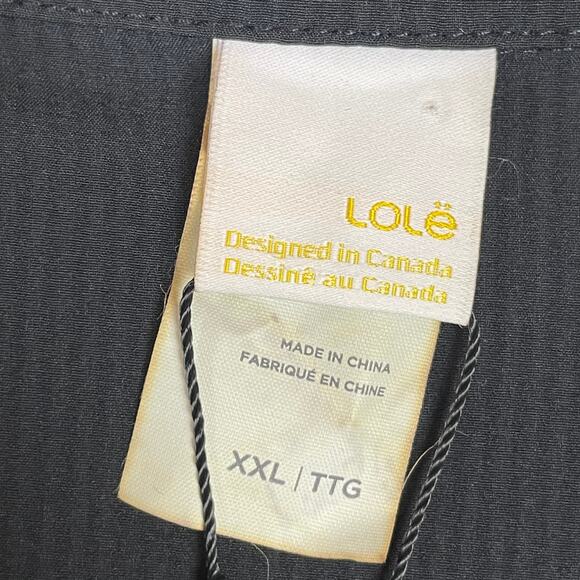 LOLë
Designed in Canada
Dessiné au Canada
MADE IN CHINA
FABRIQUÉ EN CHINE
XXL | TTG